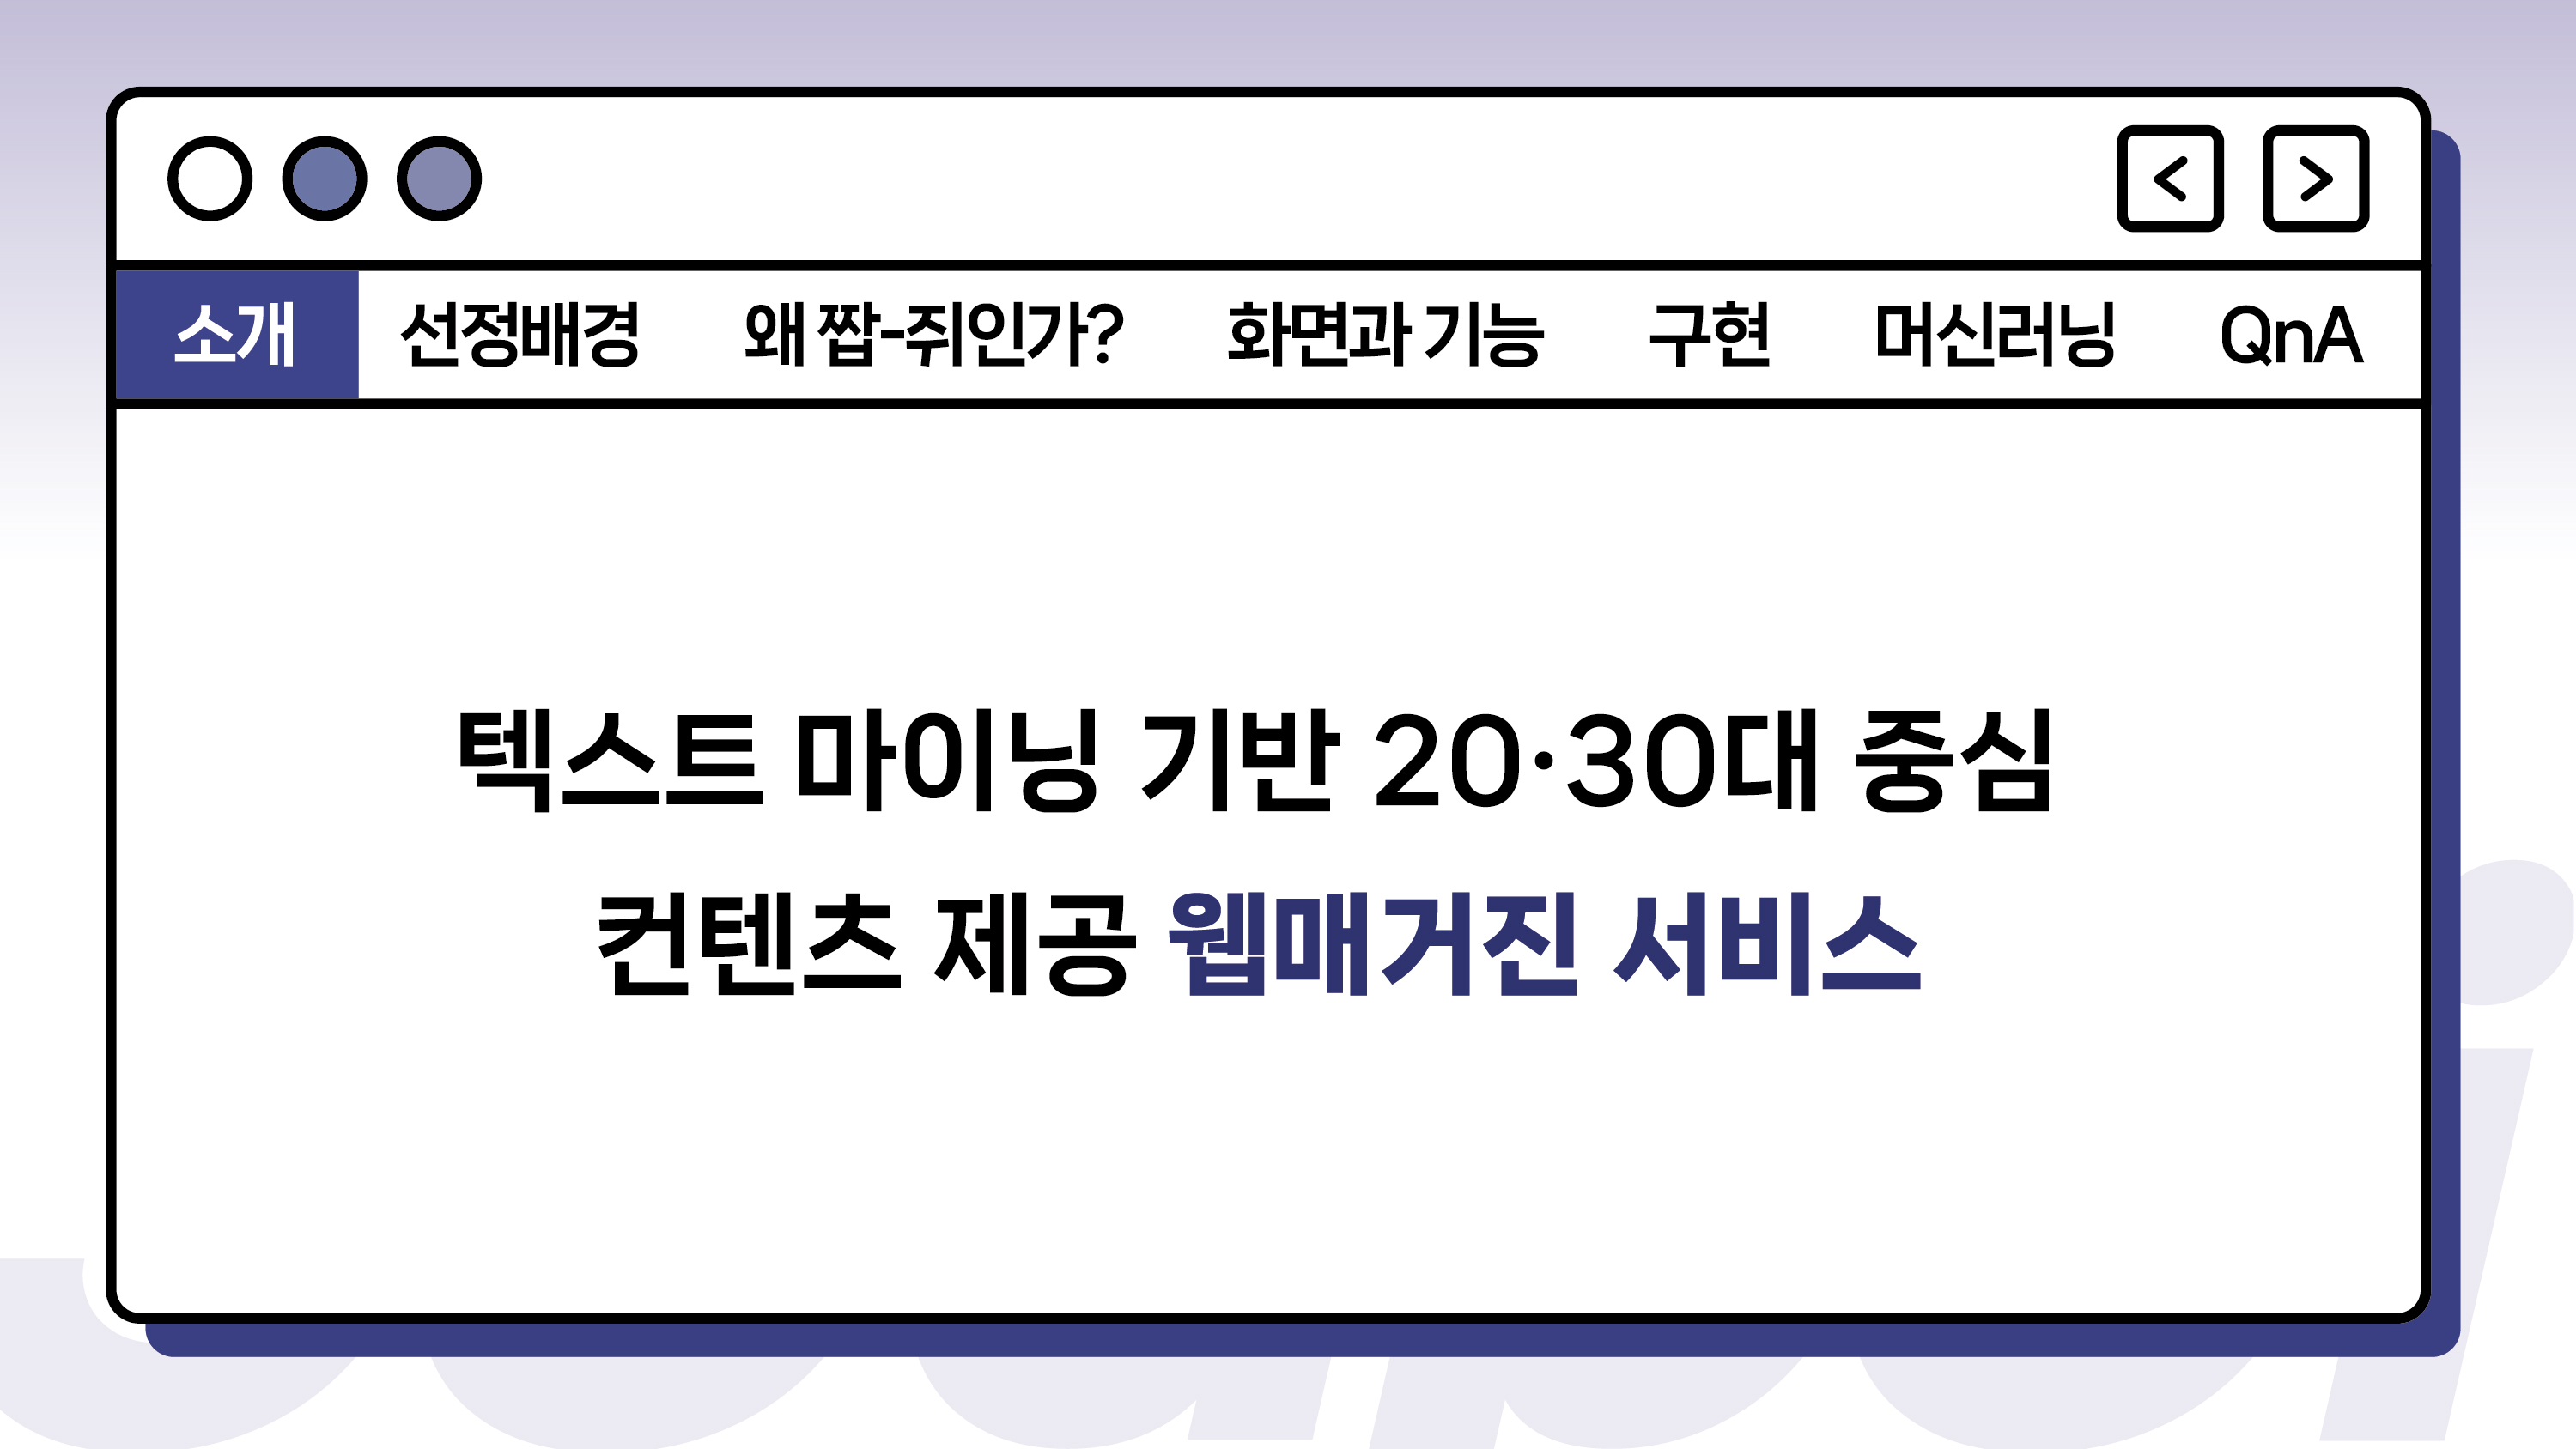 소개 선정배경 왜 짭-쥐인가? 화면과 기능 구현 머신러닝 QnA
텍스트 마이닝 기반 20·30대 중심
컨텐츠 제공 웹매거진 서비스